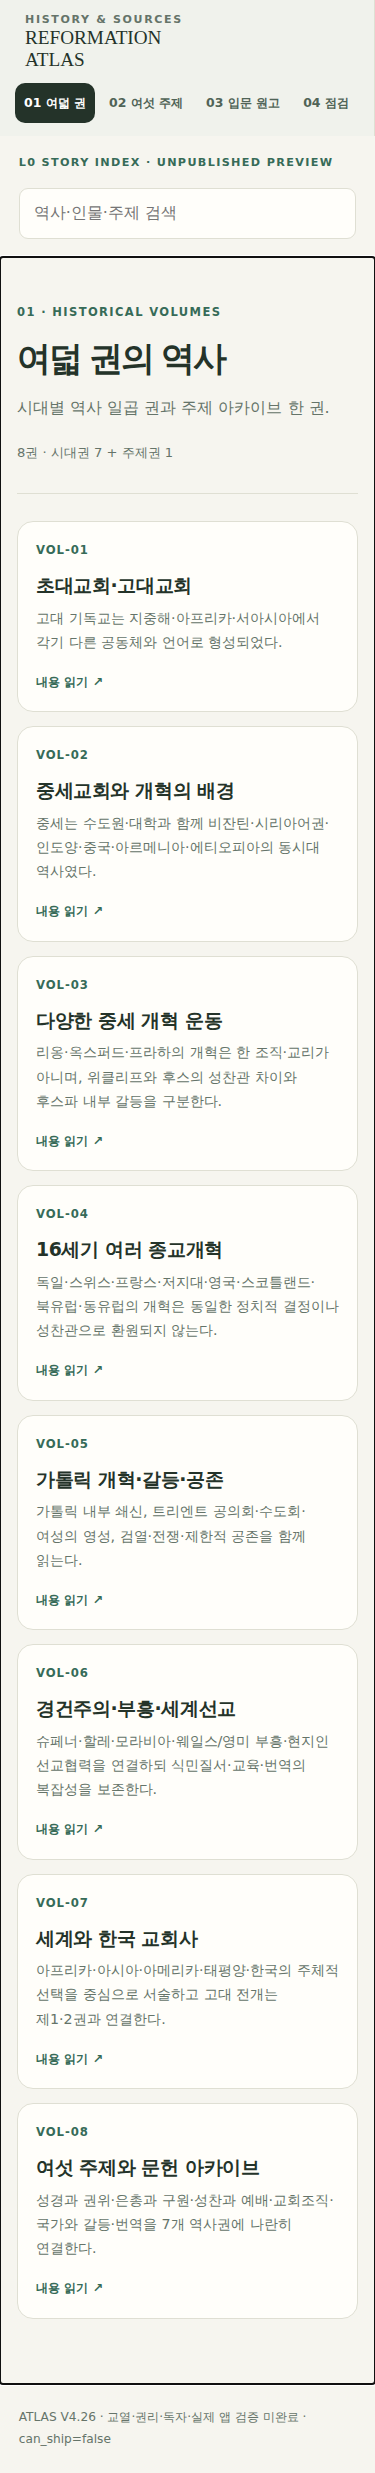 HISTORY & SOURCES
REFORMATION
ATLAS
01 여덟 권 02 여섯 주제 03 입문 원고 04 점검
L0 STORY INDEX · UNPUBLISHED PREVIEW
역사·인물·주제 검색
01 · HISTORICAL VOLUMES
여덟 권의 역사
시대별 역사 일곱 권과 주제 아카이브 한 권.
8권 · 시대권 7 + 주제권 1
VOL-01
초대교회·고대교회
고대 기독교는 지중해·아프리카·서아시아에서
각기 다른 공동체와 언어로 형성되었다.
내용 읽기 ↗
VOL-02
중세교회와 개혁의 배경
중세는 수도원·대학과 함께 비잔틴·시리아어권·
인도양·중국·아르메니아·에티오피아의 동시대
역사였다.
내용 읽기 ↗
VOL-03
다양한 중세 개혁 운동
리옹·옥스퍼드·프라하의 개혁은 한 조직·교리가
아니며, 위클리프와 후스의 성찬관 차이와
후스파 내부 갈등을 구분한다.
내용 읽기 ↗
VOL-04
16세기 여러 종교개혁
독일·스위스·프랑스·저지대·영국·스코틀랜드·
북유럽·동유럽의 개혁은 동일한 정치적 결정이나
성찬관으로 환원되지 않는다.
내용 읽기 ↗
VOL-05
가톨릭 개혁·갈등·공존
가톨릭 내부 쇄신, 트리엔트 공의회·수도회·
여성의 영성, 검열·전쟁·제한적 공존을 함께
읽는다.
내용 읽기 ↗
VOL-06
경건주의·부흥·세계선교
슈페너·할레·모라비아·웨일스/영미 부흥·현지인
선교협력을 연결하되 식민질서·교육·번역의
복잡성을 보존한다.
내용 읽기 ↗
VOL-07
세계와 한국 교회사
아프리카·아시아·아메리카·태평양·한국의 주체적
선택을 중심으로 서술하고 고대 전개는
제1·2권과 연결한다.
내용 읽기 ↗
VOL-08
여섯 주제와 문헌 아카이브
성경과 권위·은총과 구원·성찬과 예배·교회조직·
국가와 갈등·번역을 7개 역사권에 나란히
연결한다.
내용 읽기 ↗
ATLAS V4.26 · 교열·권리·독자·실제 앱 검증 미완료 ·
can_ship=false